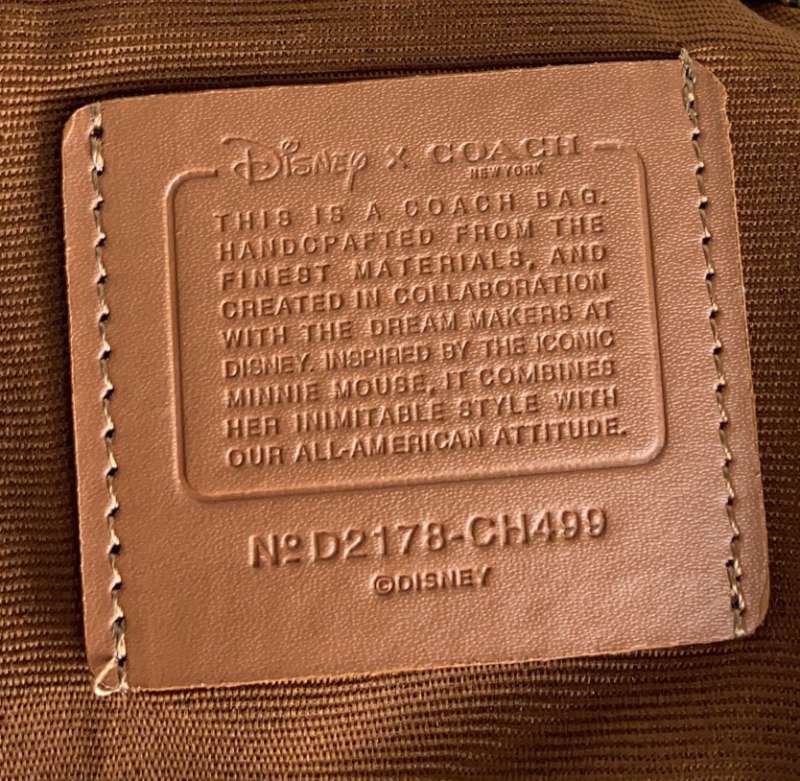 Disney x COACH
NEW YORK
THIS IS A COACH BAG.
HANDCRAFTED FROM THE
FINEST MATERIALS, AND
CREATED IN COLLABORATION
WITH THE DREAM MAKERS AT
DISNEY. INSPIRED BY THE ICONIC
MINNIE MOUSE, IT COMBINES
HER INIMITABLE STYLE WITH
OUR ALL-AMERICAN ATTITUDE.
Nº D2178-CH499
©DISNEY